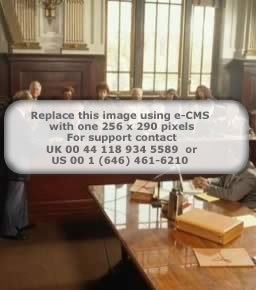 Replace this image using e-CMS
with one 256 x 290 pixels
For support contact
UK 00 44 118 934 5589 or
US 00 1 (646) 461-6210